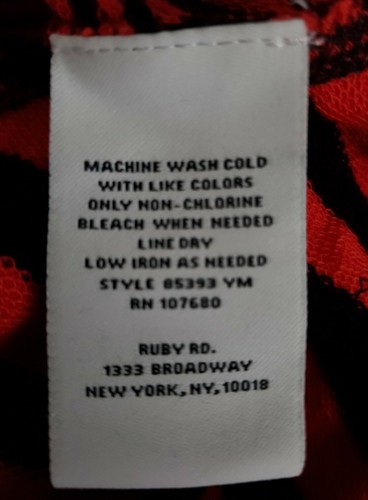 MACHINE WASH COLD
WITH LIKE COLORS
ONLY NON-CHLORINE
BLEACH WHEN NEEDED
LINE DRY
LOW IRON AS NEEDED
STYLE 85393 YM
RN 107680
RUBY RD.
1333 BROADWAY
NEW YORK, NY, 10018